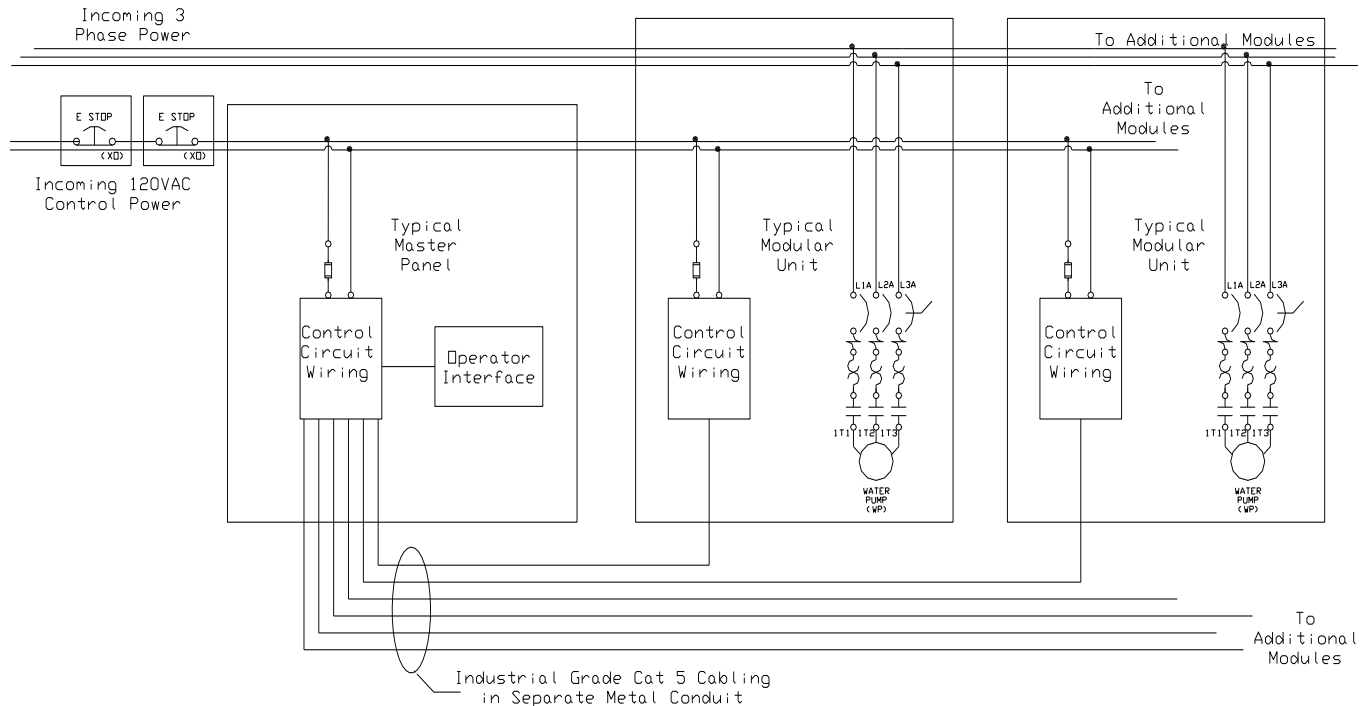 Incoming 3
Phase Power
To Additional Modules
To
Additional
Modules
E STOP
(XO)
E STOP
(XO)
Incoming 120VAC
Control Power
Typical
Master
Panel
Typical
Modular
Unit
Typical
Modular
Unit
L1A L2A L3A
L1A L2A L3A
Control
Circuit
Wiring
Operator
Interface
Control
Circuit
Wiring
Control
Circuit
Wiring
1T1 1T2 1T3
1T1 1T2 1T3
WATER
PUMP
(WP)
WATER
PUMP
(WP)
To
Additional
Modules
Industrial Grade Cat 5 Cabling
in Separate Metal Conduit